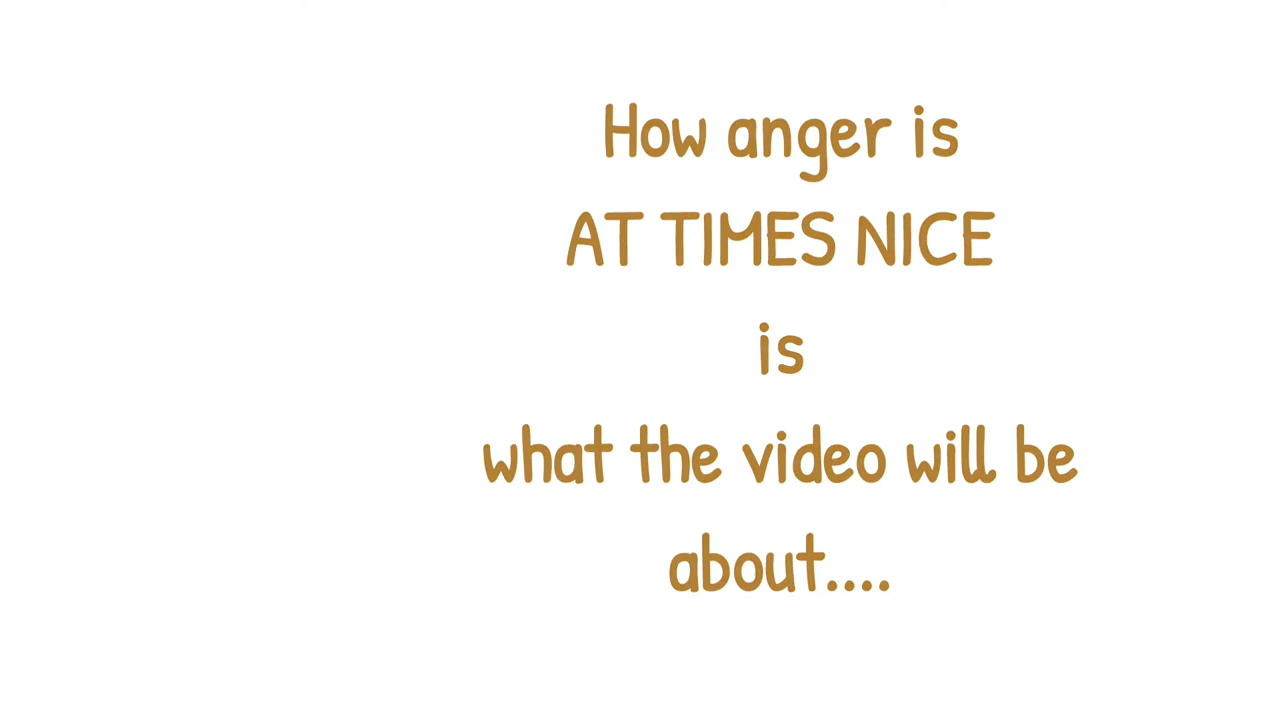 How anger is
AT TIMES NICE
is
what the video will be
about....